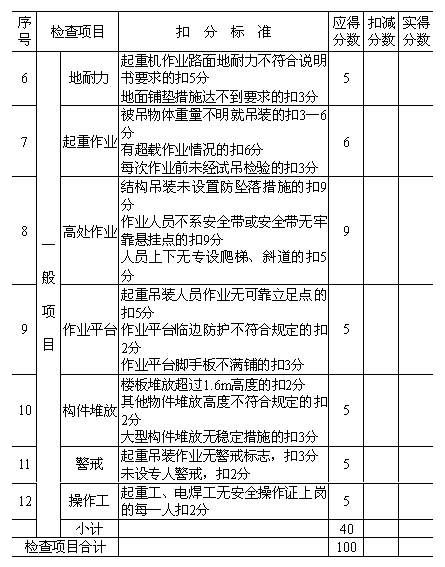 序号 检查项目 扣 分 标 准 应得分数 扣减分数 实得分数
一般项目
6 地耐力 起重机作业路面地耐力不符合说明
书要求的扣5分
地面铺垫措施达不到要求的扣3分 5
7 起重作业 被吊物体重量不明就吊装的扣3—6
分
有超载作业情况的扣6分
每次作业前未经试吊检验的扣3分 6
8 高处作业 结构吊装未设置防坠落措施的扣9
分
作业人员不系安全带或安全带无牢
靠悬挂点的扣9分
人员上下无专设爬梯、斜道的扣5
分 9
9 作业平台 起重吊装人员作业无可靠立足点的
扣5分
作业平台临边防护不符合规定的扣
2分
作业平台脚手板不满铺的扣3分 5
10 构件堆放 楼板堆放超过1.6m高度的扣2分
其他物件堆放高度不符合规定的扣
2分
大型构件堆放无稳定措施的扣3分 5
11 警戒 起重吊装作业无警戒标志，扣3分
未设专人警戒，扣2分 5
12 操作工 起重工、电焊工无安全操作证上岗
的每一人扣2分 5
小计 40
检查项目合计 100